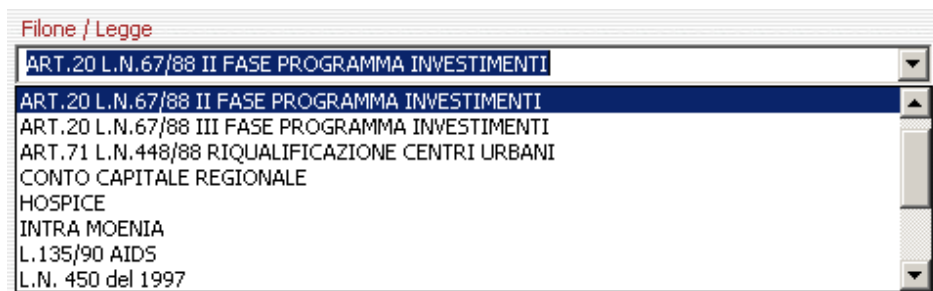 Filone / Legge
ART.20 L.N.67/88 II FASE PROGRAMMA INVESTIMENTI
ART.20 L.N.67/88 II FASE PROGRAMMA INVESTIMENTI
ART.20 L.N.67/88 III FASE PROGRAMMA INVESTIMENTI
ART.71 L.N.448/88 RIQUALIFICAZIONE CENTRI URBANI
CONTO CAPITALE REGIONALE
HOSPICE
INTRA MOENIA
L.135/90 AIDS
L.N. 450 del 1997